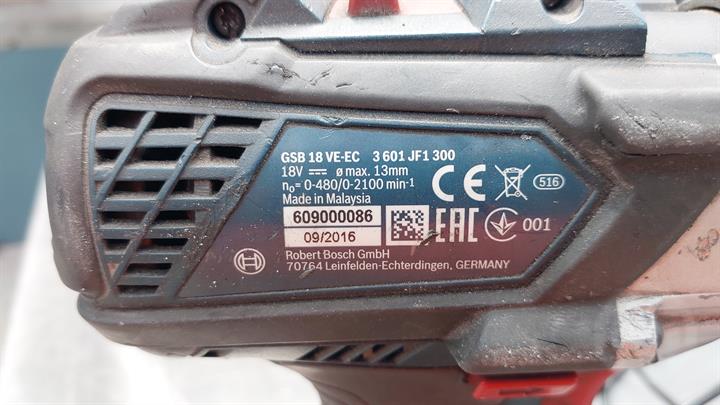 GSB 18 VE-EC 3 601 JF1 300
18V ⎓ ø max. 13mm
n₀= 0-480/0-2100 min⁻¹
Made in Malaysia
609000086
09/2016
Robert Bosch GmbH
70764 Leinfelden-Echterdingen, GERMANY
CE
516
EAC
001